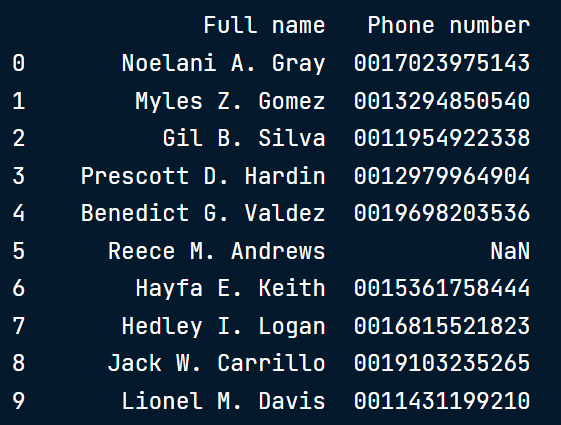 Full name Phone number
0 Noelani A. Gray 0017023975143
1 Myles Z. Gomez 0013294850540
2 Gil B. Silva 0011954922338
3 Prescott D. Hardin 0012979964904
4 Benedict G. Valdez 0019698203536
5 Reece M. Andrews NaN
6 Hayfa E. Keith 0015361758444
7 Hedley I. Logan 0016815521823
8 Jack W. Carrillo 0019103235265
9 Lionel M. Davis 0011431199210